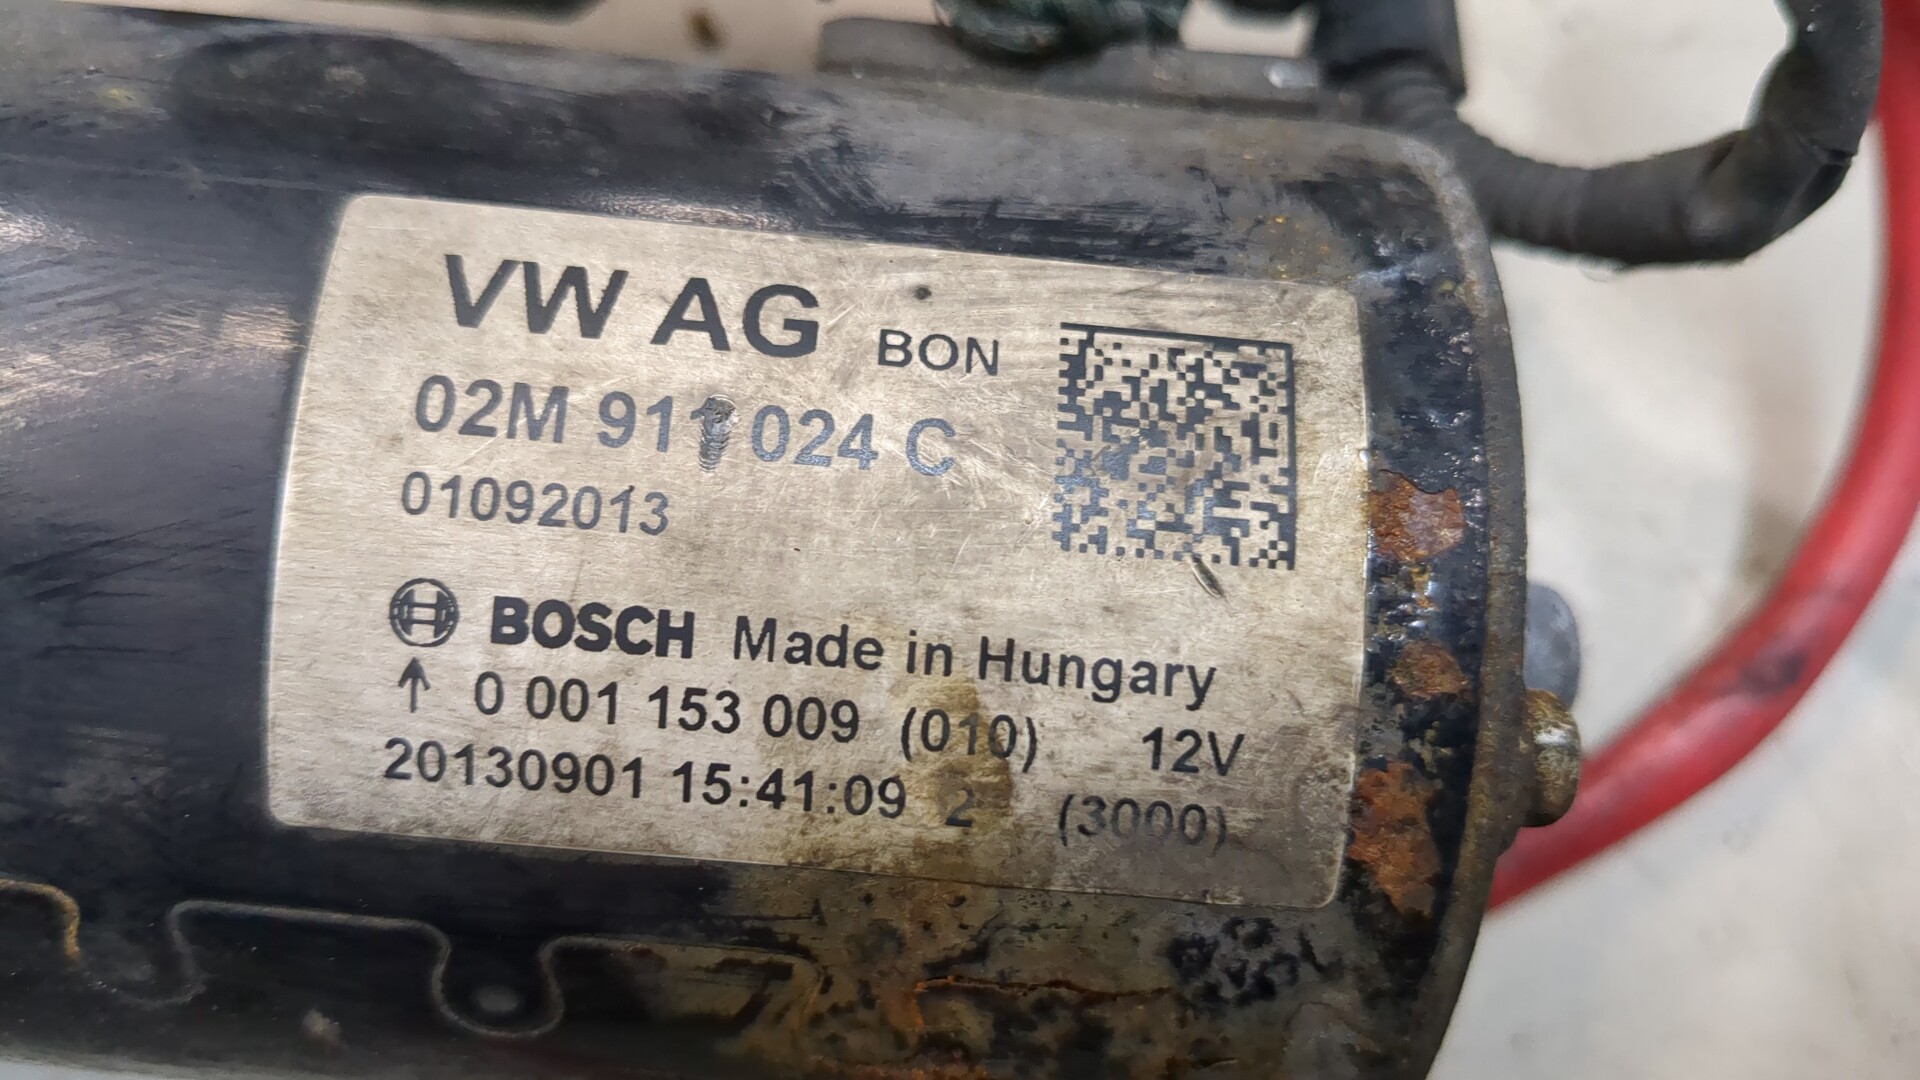 VW AG BON
02M 911 024 C
01092013
BOSCH Made in Hungary
↑ 0 001 153 009 (010) 12V
20130901 15:41:09 2 (3000)